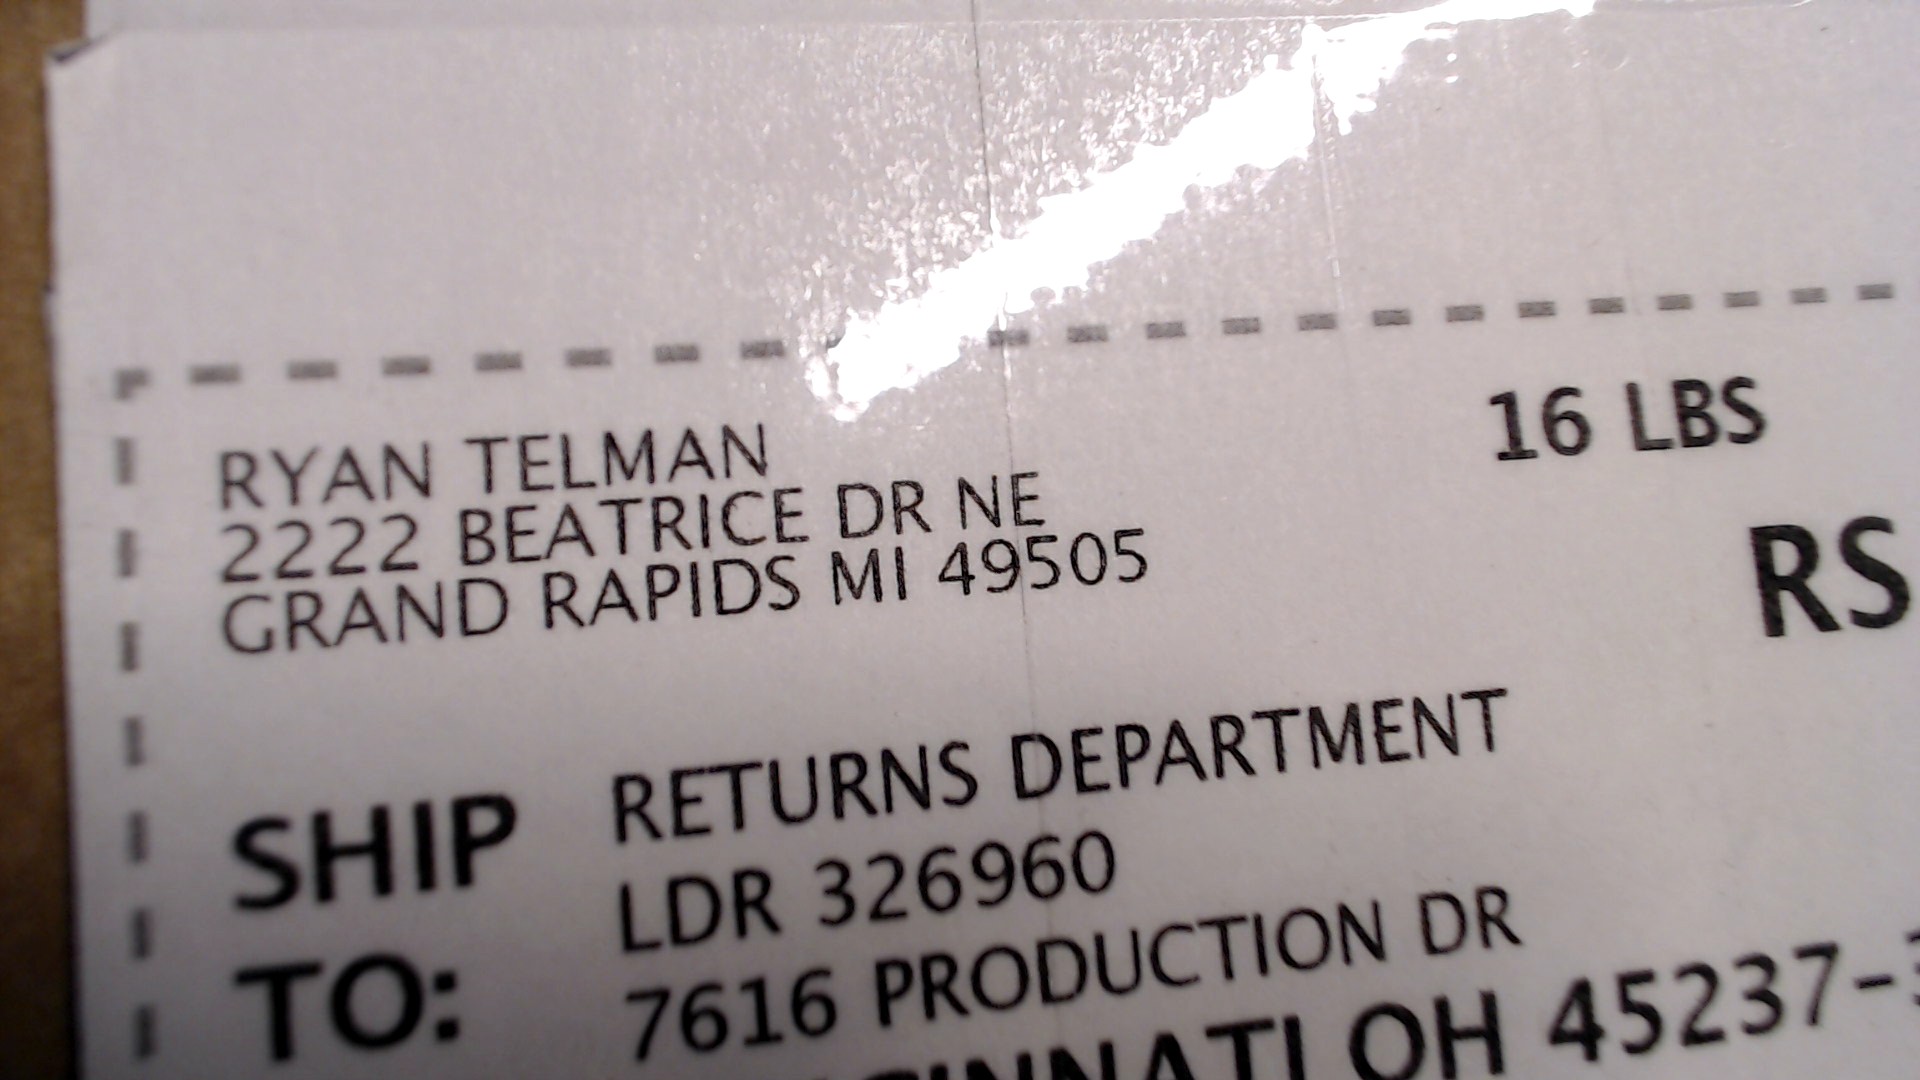 RYAN TELMAN
2222 BEATRICE DR NE
GRAND RAPIDS MI 49505
16 LBS
RS
SHIP
TO:
RETURNS DEPARTMENT
LDR 326960
7616 PRODUCTION DR
OH 45237-